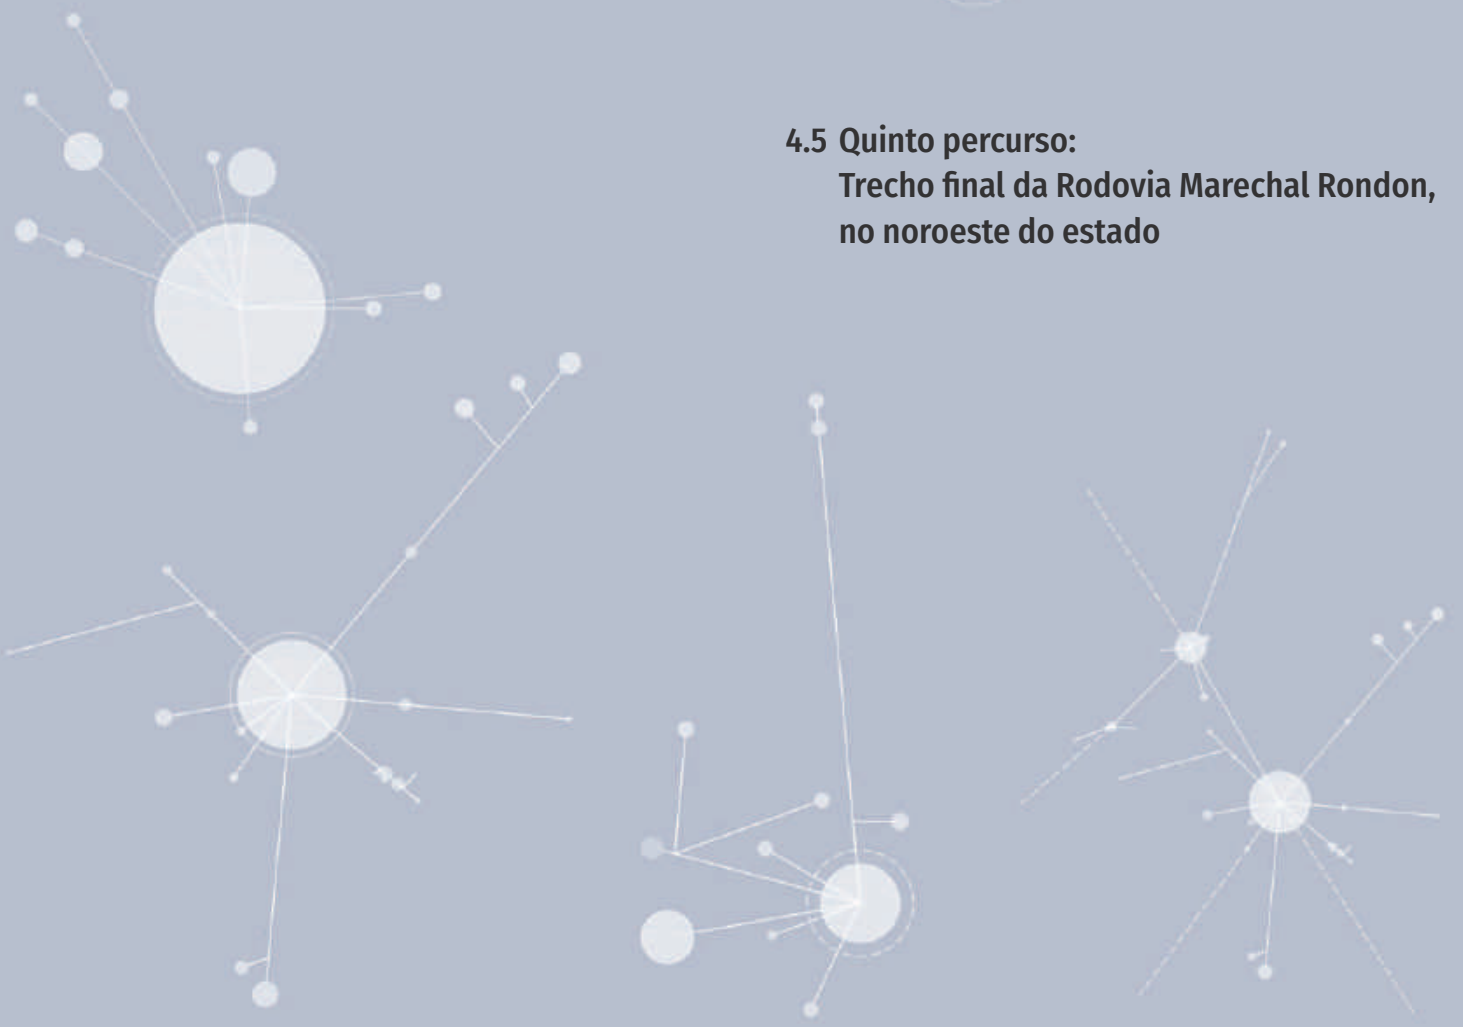 4.5 Quinto percurso:
Trecho final da Rodovia Marechal Rondon,
no noroeste do estado